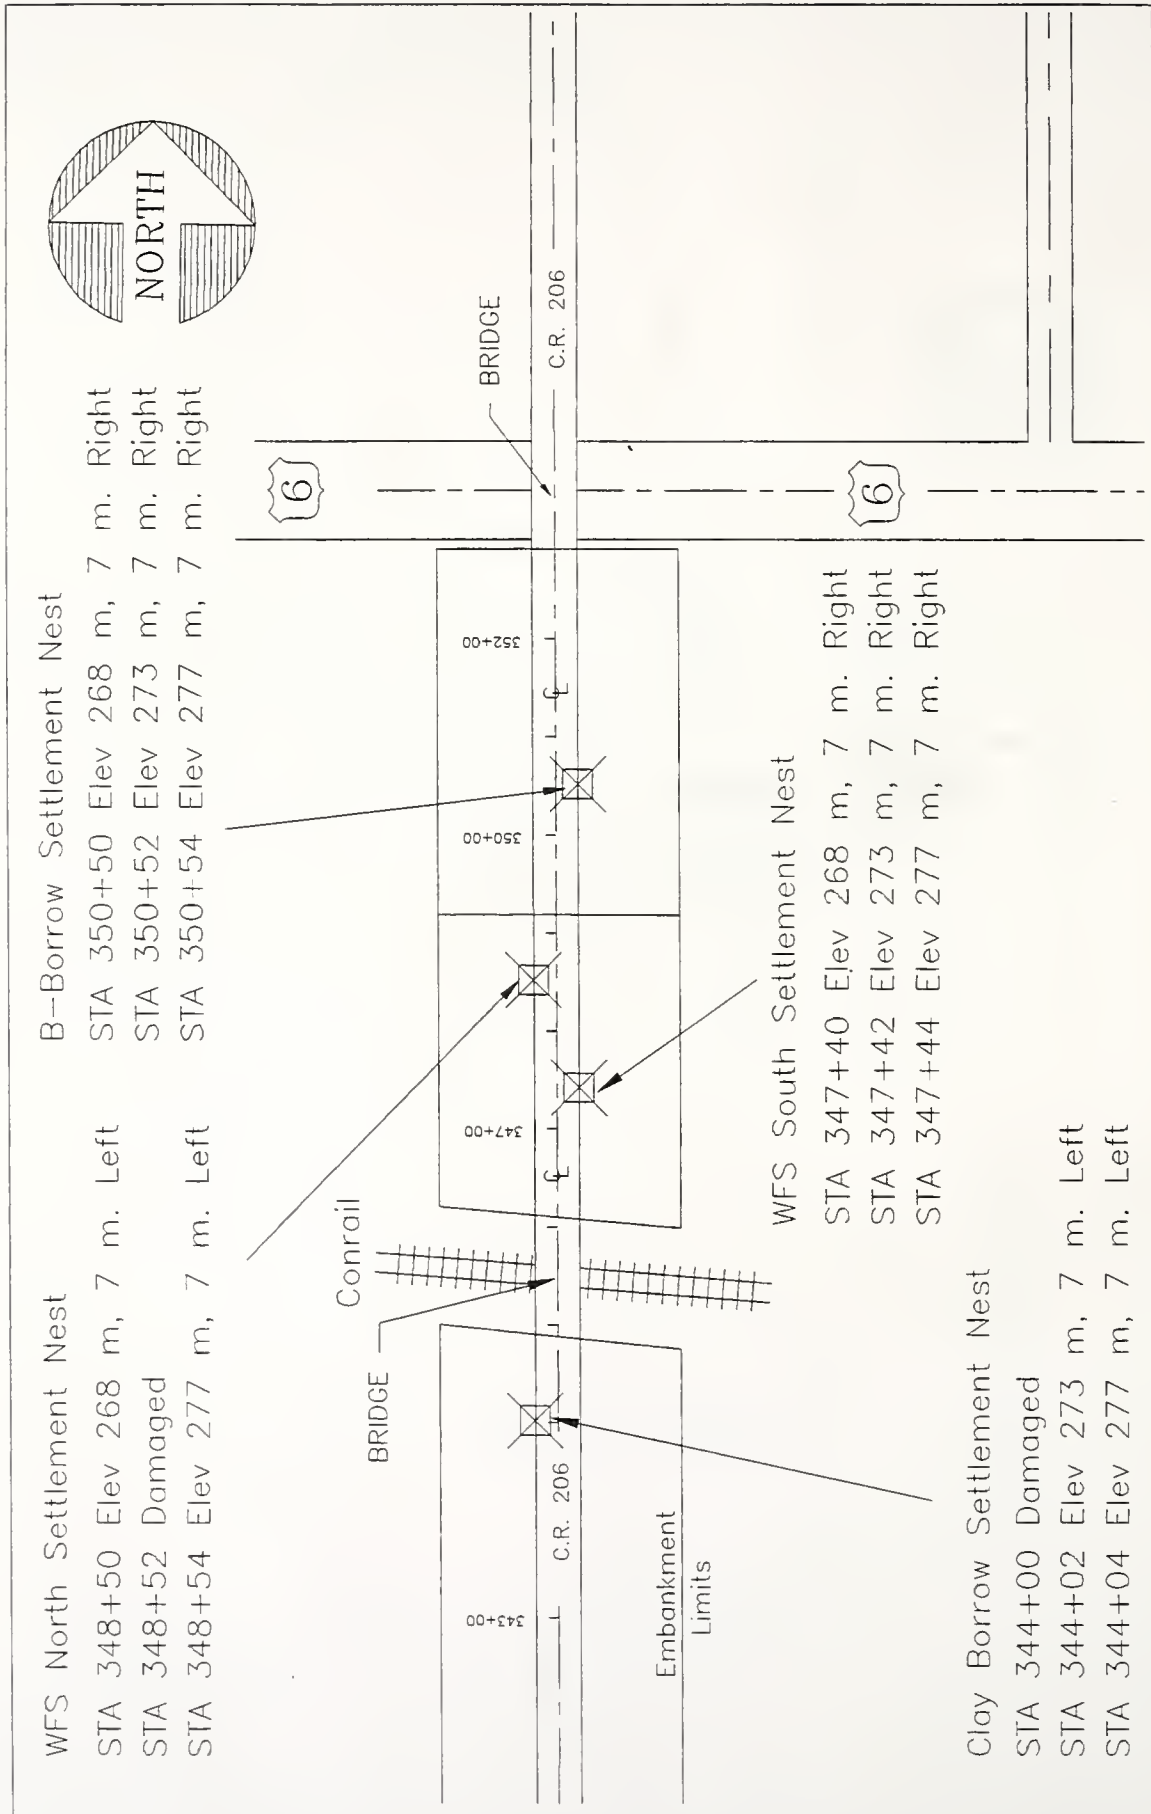 WFS North Settlement Nest
STA 348+50 Elev 268 m, 7 m. Left
STA 348+52 Damaged
STA 348+54 Elev 277 m, 7 m. Left
B-Borrow Settlement Nest
STA 350+50 Elev 268 m, 7 m. Right
STA 350+52 Elev 273 m, 7 m. Right
STA 350+54 Elev 277 m, 7 m. Right
NORTH
6
Conrail
BRIDGE
BRIDGE
343+00
347+00
350+00
352+00
C.R. 206
C.R. 206
Embankment
Limits
6
WFS South Settlement Nest
STA 347+40 Elev 268 m, 7 m. Right
STA 347+42 Elev 273 m, 7 m. Right
STA 347+44 Elev 277 m, 7 m. Right
Clay Borrow Settlement Nest
STA 344+00 Damaged
STA 344+02 Elev 273 m, 7 m. Left
STA 344+04 Elev 277 m, 7 m. Left